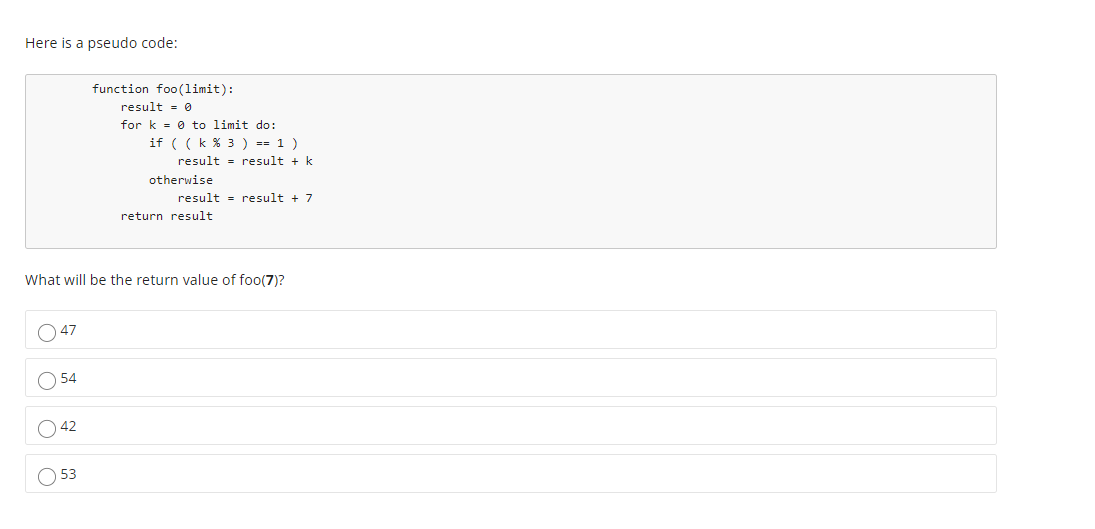 Here is a pseudo code:
function foo(limit):
result = 0
for k = 0 to limit do:
if ( ( k % 3 ) == 1 )
result = result + k
otherwise
result = result + 7
return result
What will be the return value of foo(7)?
47
54
42
53